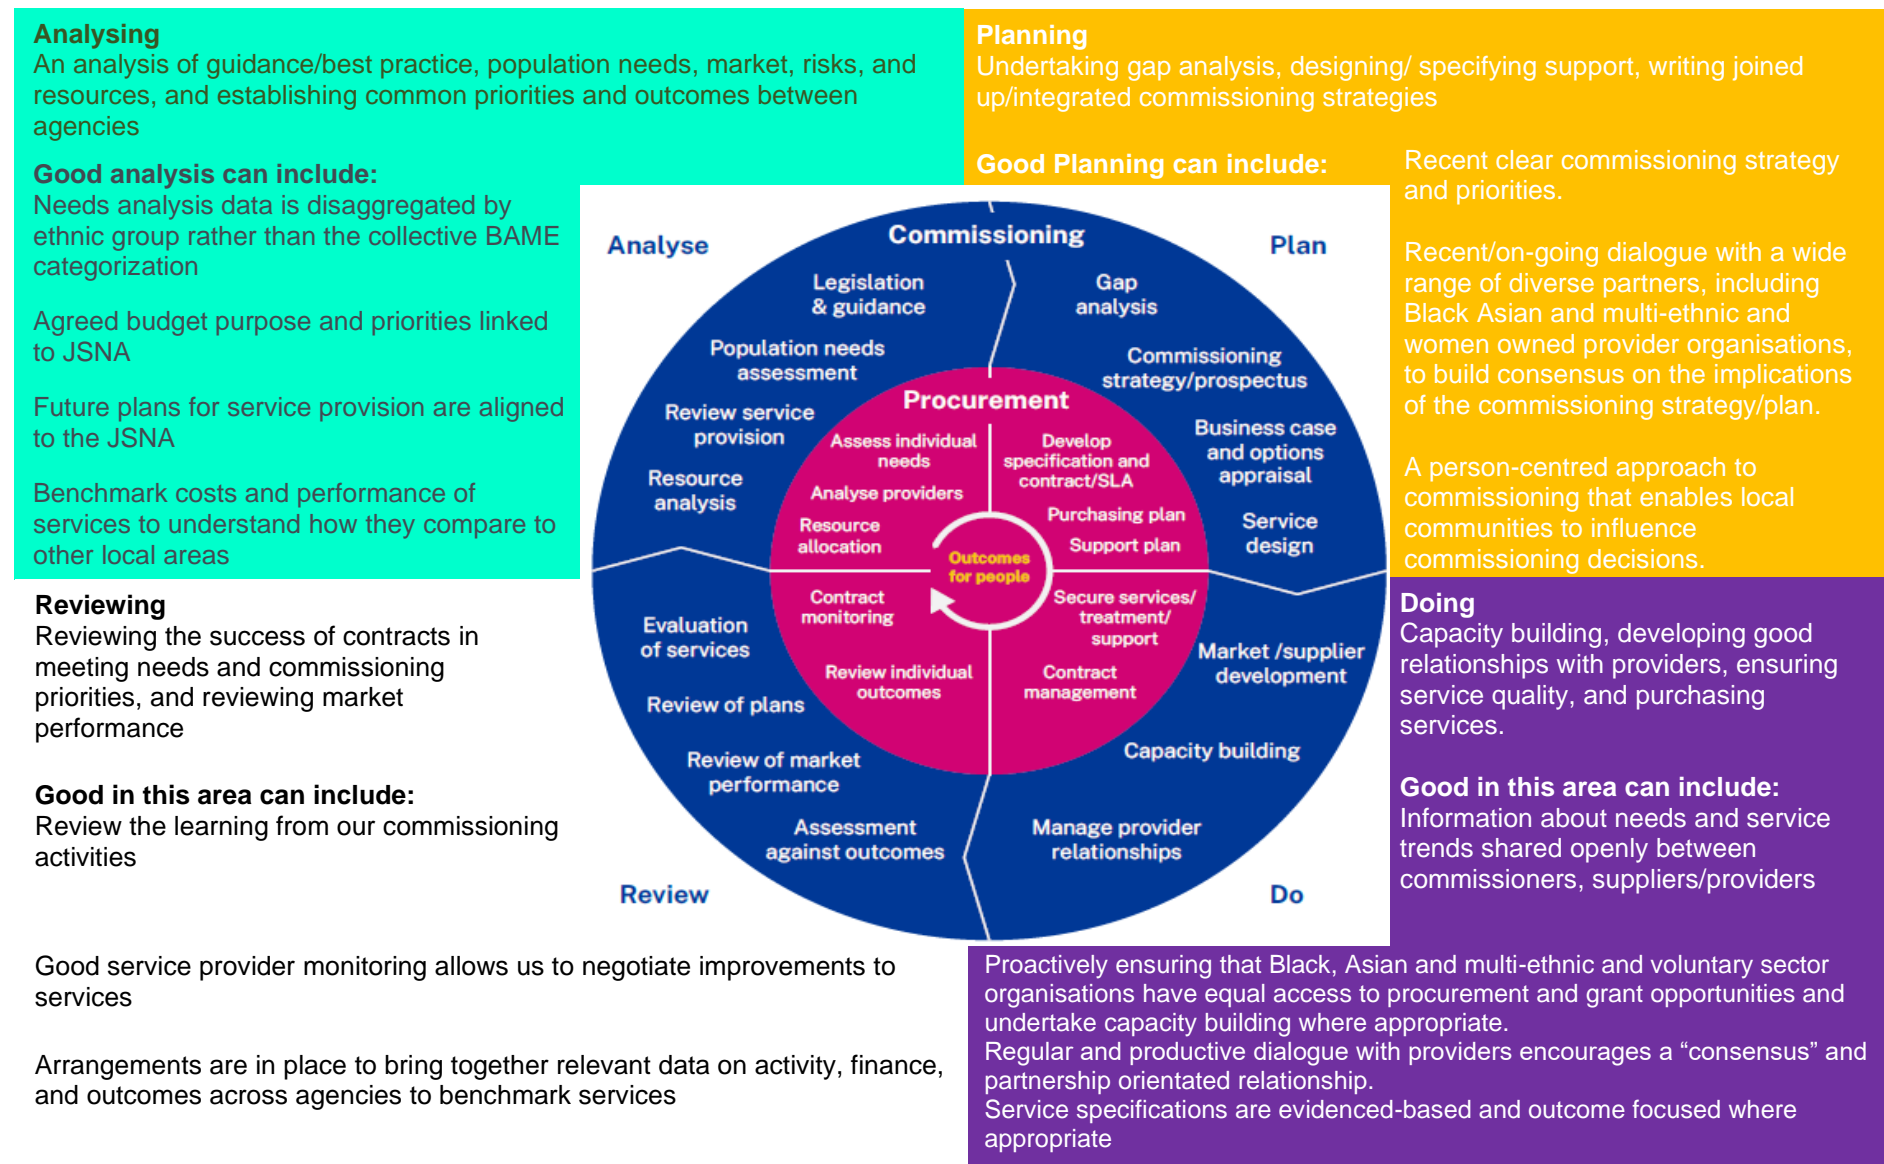 Analysing
An analysis of guidance/best practice, population needs, market, risks, and
resources, and establishing common priorities and outcomes between
agencies
Good analysis can include:
Needs analysis data is disaggregated by
ethnic group rather than the collective BAME
categorization
Agreed budget purpose and priorities linked
to JSNA
Future plans for service provision are aligned
to the JSNA
Benchmark costs and performance of
services to understand how they compare to
other local areas
Planning
Undertaking gap analysis, designing/ specifying support, writing joined
up/integrated commissioning strategies
Good Planning can include:
Recent clear commissioning strategy
and priorities.
Recent/on-going dialogue with a wide
range of diverse partners, including
Black Asian and multi-ethnic and
women owned provider organisations,
to build consensus on the implications
of the commissioning strategy/plan.
A person-centred approach to
commissioning that enables local
communities to influence
commissioning decisions.
Analyse
Commissioning
Plan
Legislation
& guidance
Population needs
assessment
Review service
provision
Resource
analysis
Gap
analysis
Commissioning
strategy/prospectus
Business case
and options
appraisal
Service
design
Procurement
Assess individual
needs
Analyse providers
Resource
allocation
Develop
specification and
contract/SLA
Purchasing plan
Support plan
Outcomes
for people
Contract
monitoring
Review individual
outcomes
Secure services/
treatment/
support
Contract
management
Evaluation
of services
Review of plans
Review of market
performance
Assessment
against outcomes
Market /supplier
development
Capacity building
Manage provider
relationships
Review
Do
Reviewing
Reviewing the success of contracts in
meeting needs and commissioning
priorities, and reviewing market
performance
Good in this area can include:
Review the learning from our commissioning
activities
Good service provider monitoring allows us to negotiate improvements to
services
Arrangements are in place to bring together relevant data on activity, finance,
and outcomes across agencies to benchmark services
Doing
Capacity building, developing good
relationships with providers, ensuring
service quality, and purchasing
services.
Good in this area can include:
Information about needs and service
trends shared openly between
commissioners, suppliers/providers
Proactively ensuring that Black, Asian and multi-ethnic and voluntary sector
organisations have equal access to procurement and grant opportunities and
undertake capacity building where appropriate.
Regular and productive dialogue with providers encourages a “consensus” and
partnership orientated relationship.
Service specifications are evidenced-based and outcome focused where
appropriate